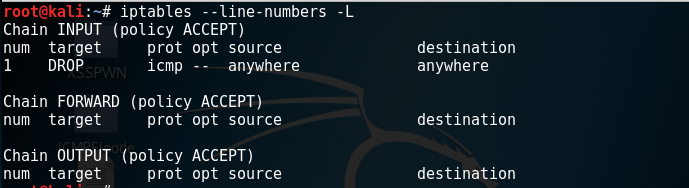 root@kali:~# iptables --line-numbers -L
Chain INPUT (policy ACCEPT)
num  target     prot opt source               destination
1    DROP       icmp --  anywhere             anywhere
XSSPWN
Chain FORWARD (policy ACCEPT)
num  target     prot opt source               destination
Chain OUTPUT (policy ACCEPT)
num  target     prot opt source               destination